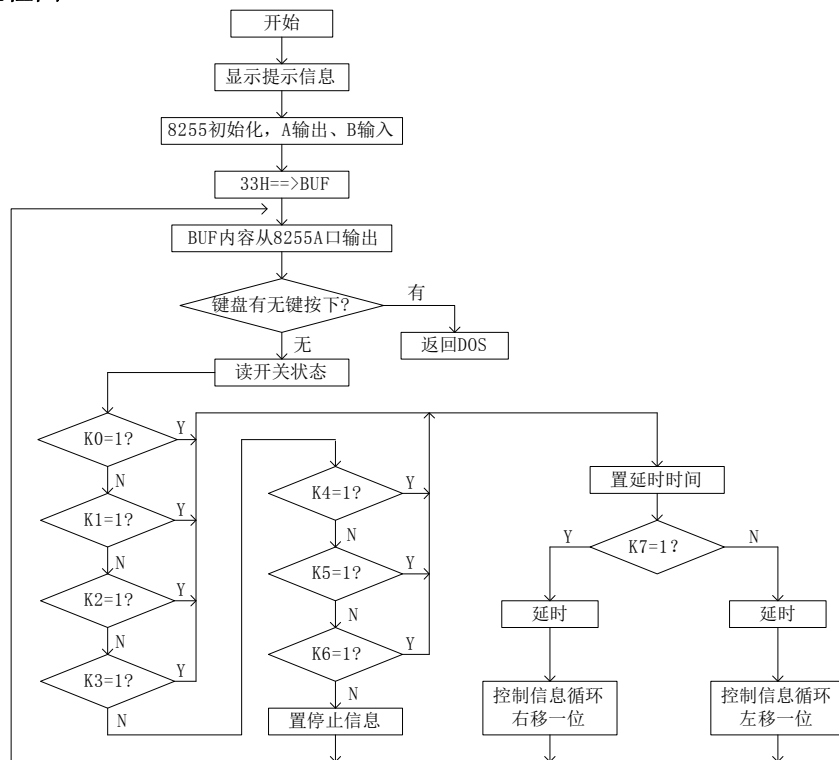 开始
显示提示信息
8255初始化，A输出、B输入
33H==>BUF
BUF内容从8255A口输出
键盘有无键按下?
有
返回DOS
无
读开关状态
K0=1?
Y
N
K1=1?
Y
N
K2=1?
Y
N
K3=1?
Y
N
K4=1?
Y
N
K5=1?
Y
N
K6=1?
Y
N
置停止信息
置延时时间
K7=1?
Y
N
延时
延时
控制信息循环
右移一位
控制信息循环
左移一位